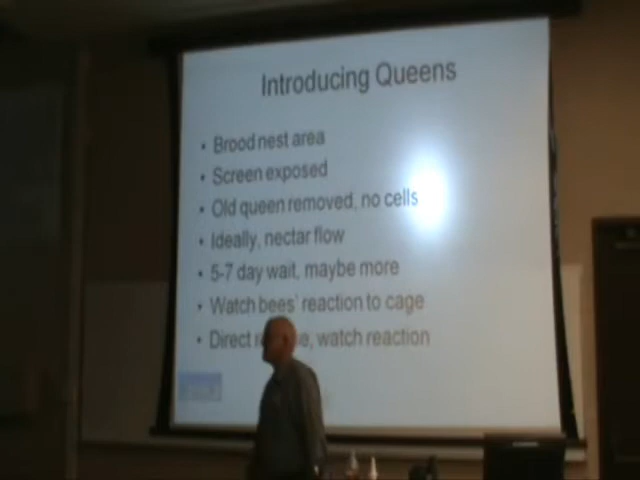 Introducing Queens
• Brood nest area
• Screen exposed
• Old queen removed, no cells
• Ideally, nectar flow
• 5-7 day wait, maybe more
• Watch bees' reaction to cage
• Direct watch reaction